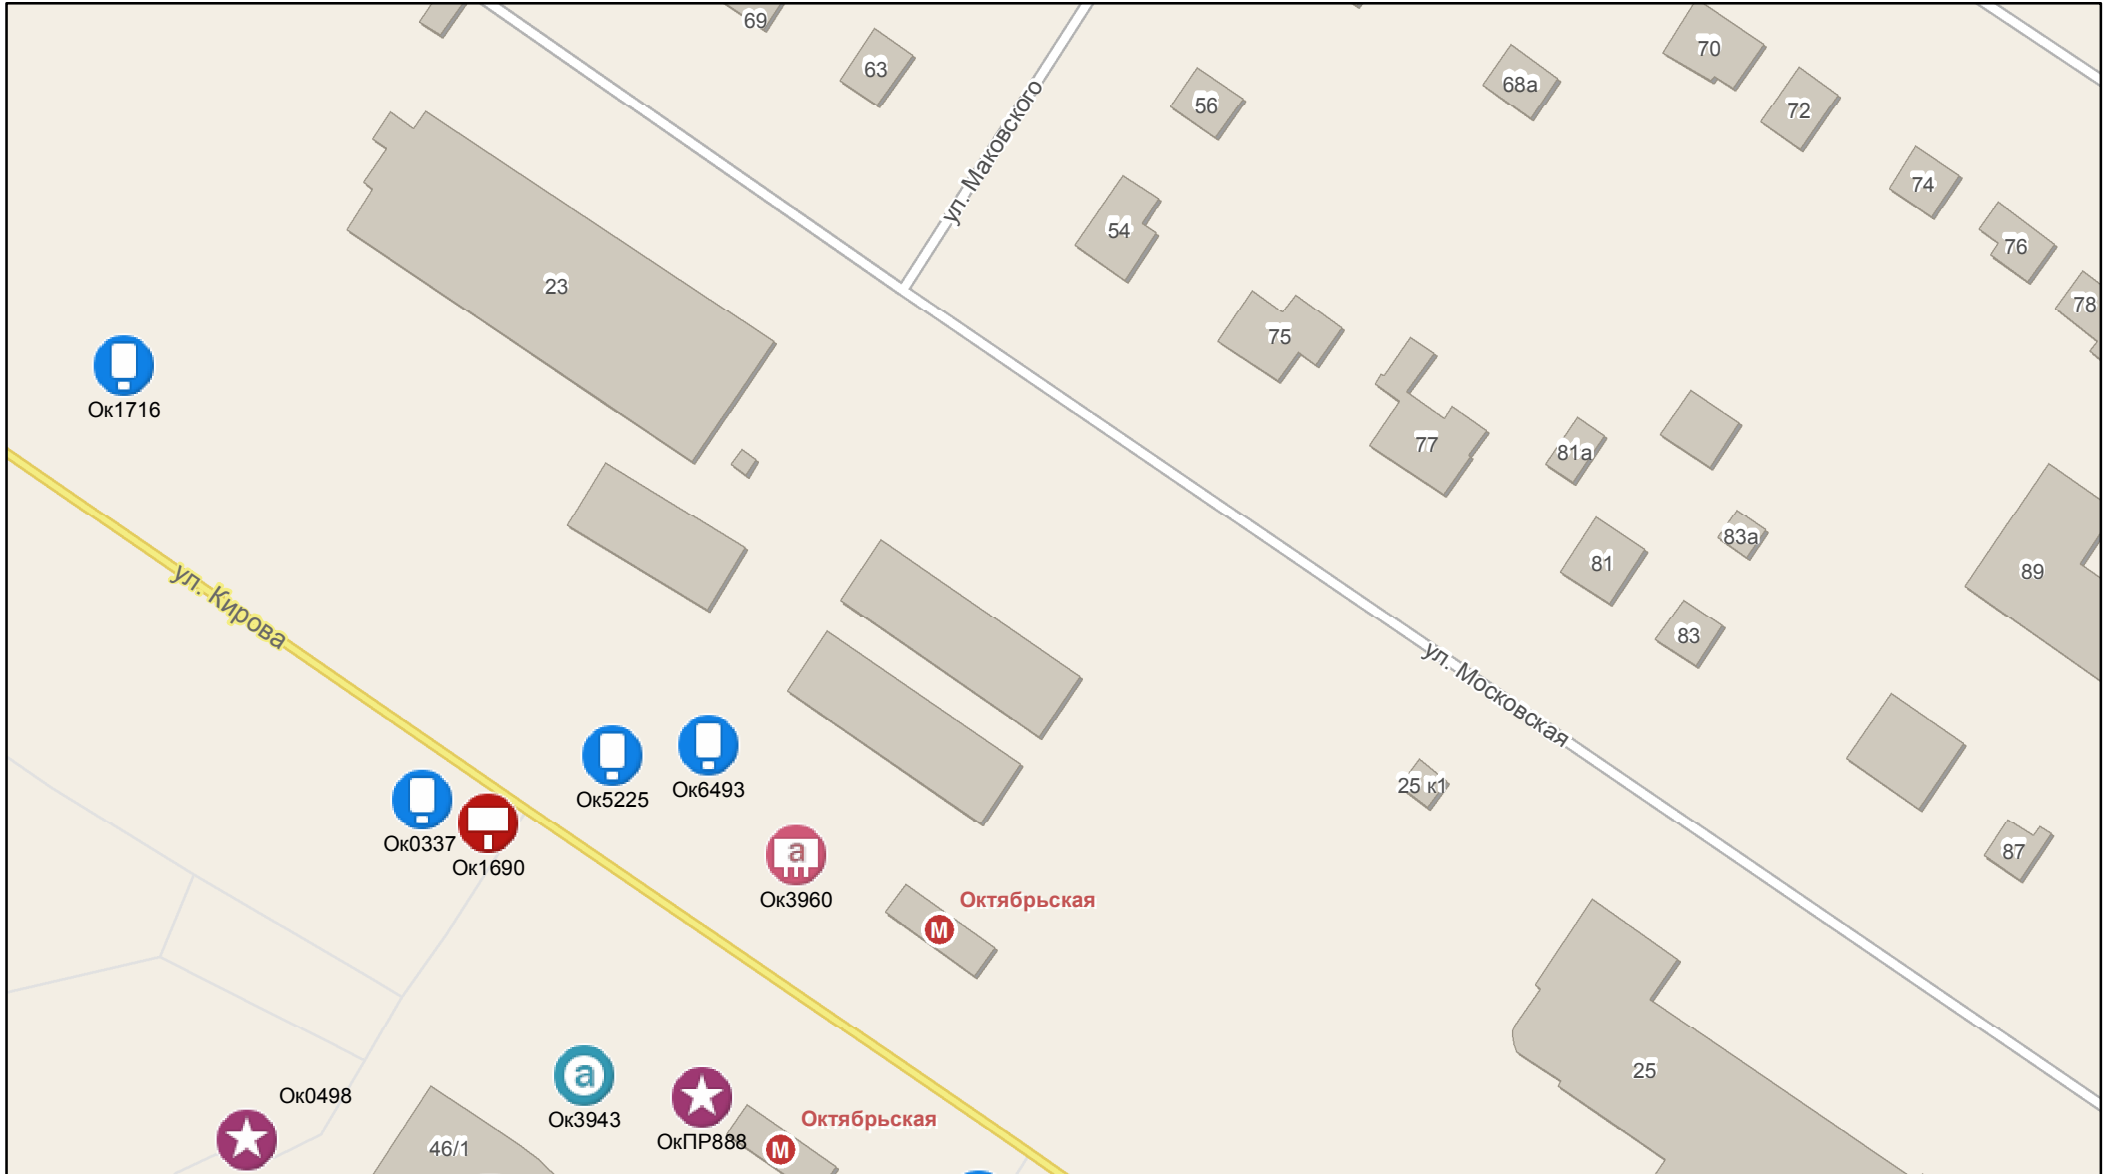 69
63
70
68а
72
56
ул. Маковского
74
54
76
23
78
75
Ок1716
77
81а
83а
81
89
ул. Кирова
83
ул. Московская
Ок5225
Ок6493
25 к1
Ок0337
Ок1690
87
а
Ок3960
Октябрьская
М
25
а
Ок0498
Ок3943
Октябрьская
ОкПР888
М
46/1